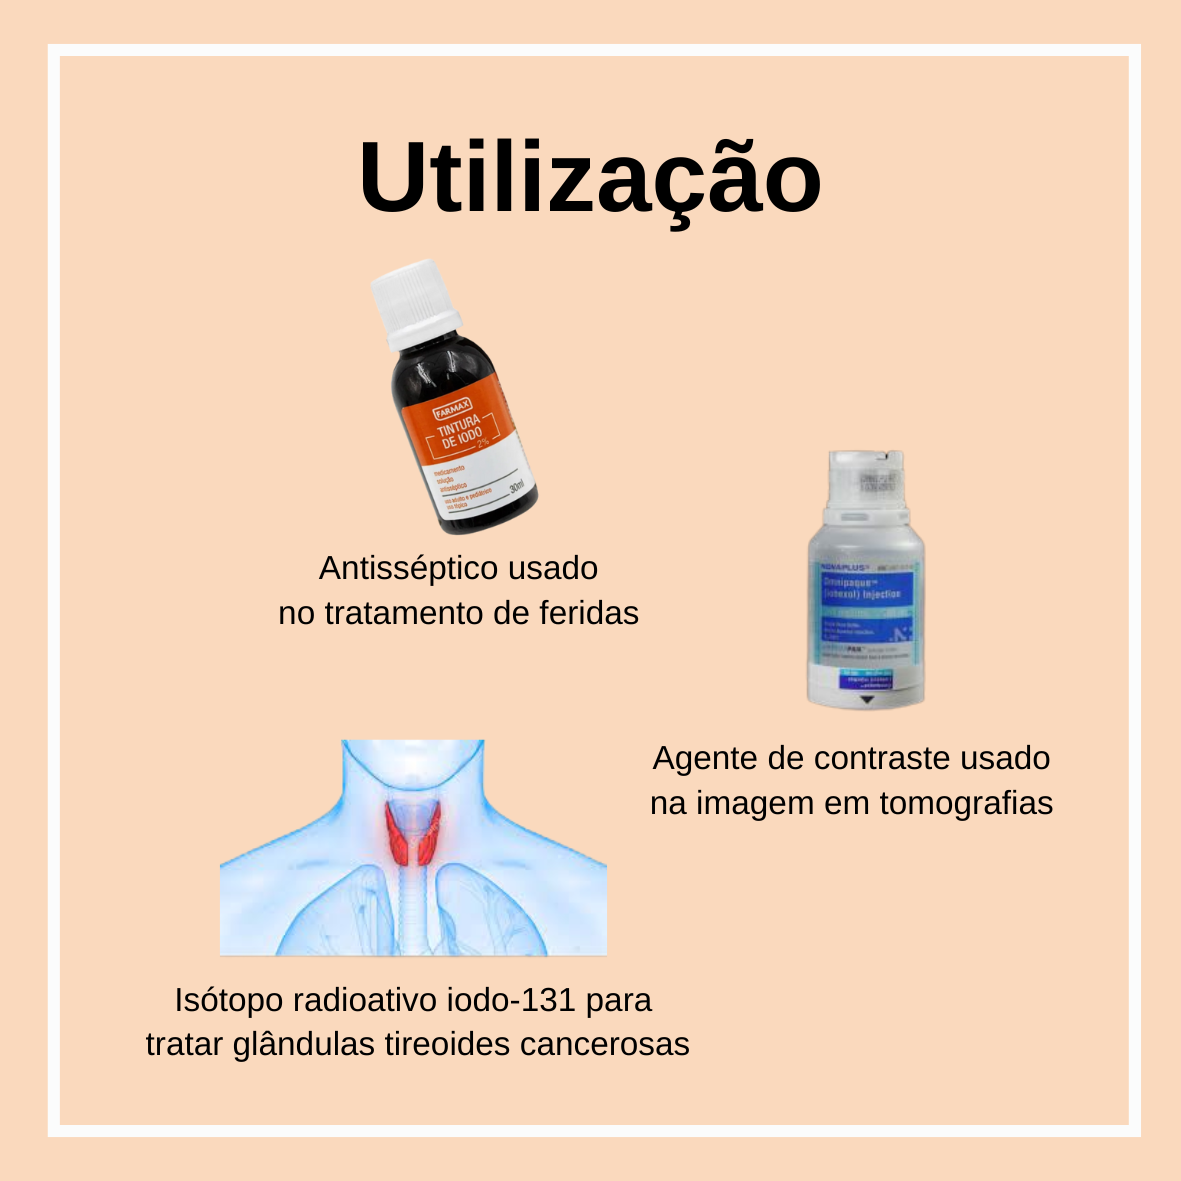 Utilização
FARMAX
TINTURA
DE IODO
2%
medicamento
solução
antisséptica
uso adulto e pediátrico
uso tópico
30ml
Antisséptico usado
no tratamento de feridas
NOVAPLUS
Omnipaque™
(iohexol) Injection
Agente de contraste usado
na imagem em tomografias
Isótopo radioativo iodo-131 para
tratar glândulas tireoides cancerosas